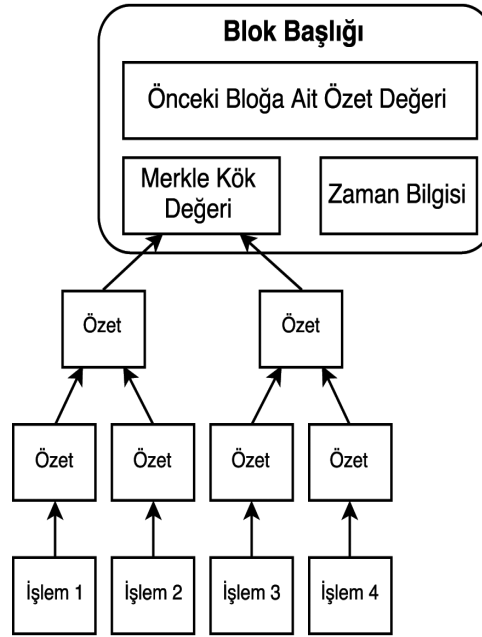 Blok Başlığı
Önceki Bloğa Ait Özet Değeri
Merkle Kök
Değeri
Zaman Bilgisi
Özet
Özet
Özet
Özet
Özet
Özet
İşlem 1
İşlem 2
İşlem 3
İşlem 4